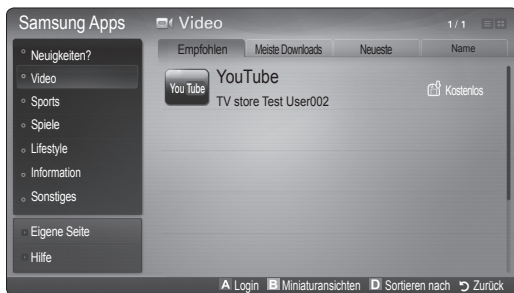 Samsung Apps
Video
1/1
Neuigkeiten?
Video
Sports
Spiele
Lifestyle
Information
Sonstiges
Eigene Seite
Hilfe
Empfohlen Meiste Downloads Neueste Name
You Tube
YouTube
TV store Test User002
Kostenlos
A Login B Miniaturansichten D Sortieren nach Zurück